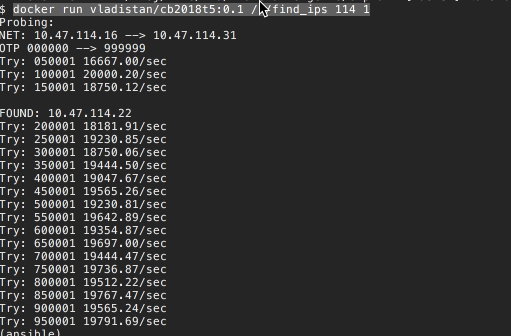 $ docker run vladistan/cb2018t5:0.1 / /find_ips 114 1
Probing:
NET: 10.47.114.16 --> 10.47.114.31
OTP 000000 --> 999999
Try: 050001 16667.00/sec
Try: 100001 20000.20/sec
Try: 150001 18750.12/sec
FOUND: 10.47.114.22
Try: 200001 18181.91/sec
Try: 250001 19230.85/sec
Try: 300001 18750.06/sec
Try: 350001 19444.50/sec
Try: 400001 19047.67/sec
Try: 450001 19565.26/sec
Try: 500001 19230.81/sec
Try: 550001 19642.89/sec
Try: 600001 19354.87/sec
Try: 650001 19697.00/sec
Try: 700001 19444.47/sec
Try: 750001 19736.87/sec
Try: 800001 19512.22/sec
Try: 850001 19767.47/sec
Try: 900001 19565.24/sec
Try: 950001 19791.69/sec
(ansible)